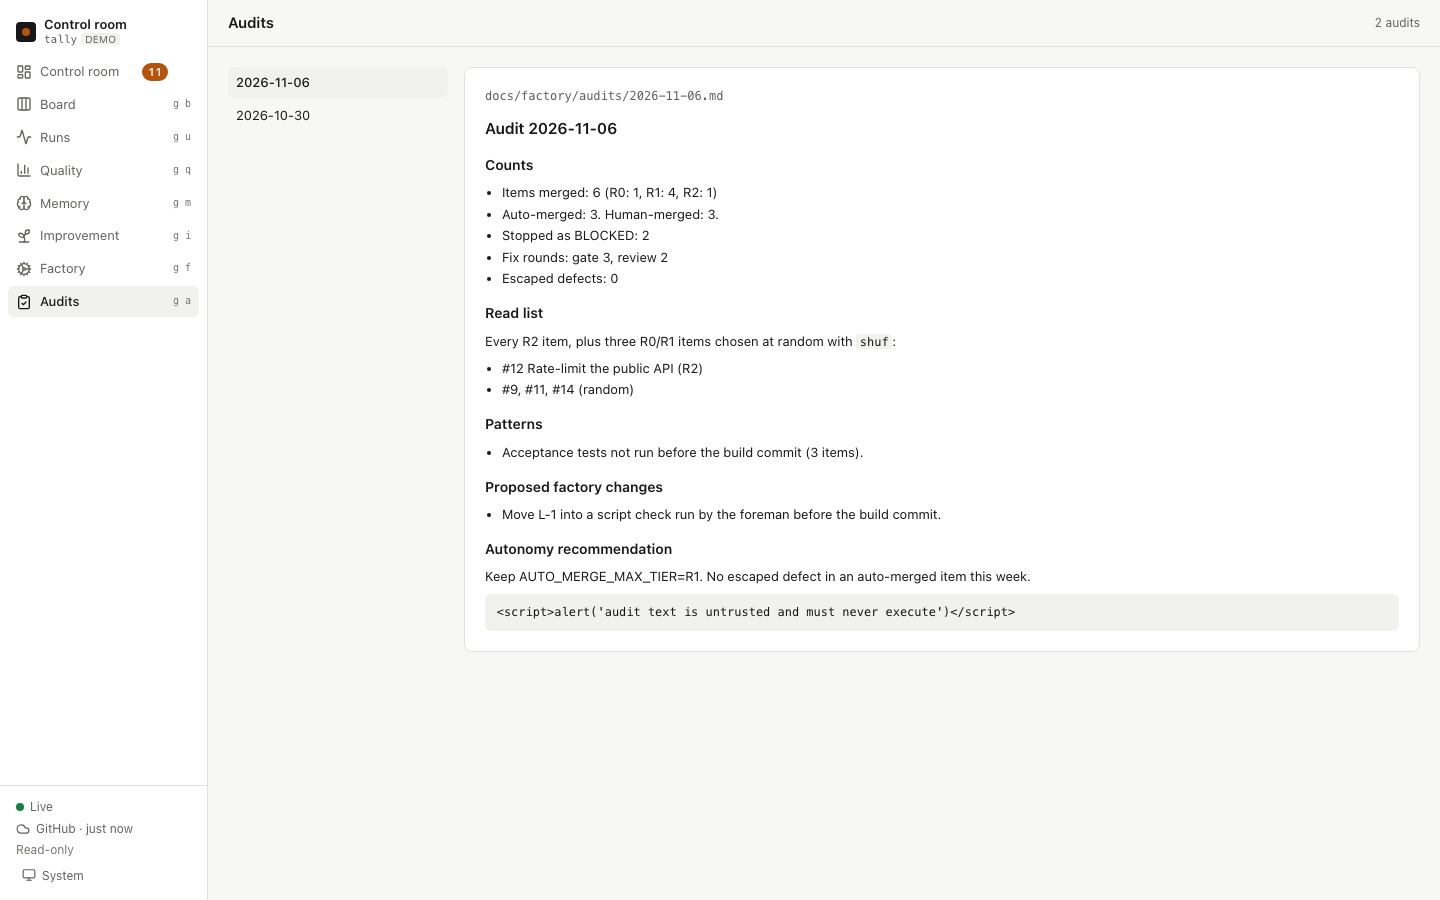 Control room
tally DEMO
Control room 11
Board g b
Runs g u
Quality g q
Memory g m
Improvement g i
Factory g f
Audits g a
Live
GitHub · just now
Read-only
System
Audits
2 audits
2026-11-06
2026-10-30
docs/factory/audits/2026-11-06.md
Audit 2026-11-06
Counts
• Items merged: 6 (R0: 1, R1: 4, R2: 1)
• Auto-merged: 3. Human-merged: 3.
• Stopped as BLOCKED: 2
• Fix rounds: gate 3, review 2
• Escaped defects: 0
Read list
Every R2 item, plus three R0/R1 items chosen at random with shuf:
• #12 Rate-limit the public API (R2)
• #9, #11, #14 (random)
Patterns
• Acceptance tests not run before the build commit (3 items).
Proposed factory changes
• Move L-1 into a script check run by the foreman before the build commit.
Autonomy recommendation
Keep AUTO_MERGE_MAX_TIER=R1. No escaped defect in an auto-merged item this week.
<script>alert('audit text is untrusted and must never execute')</script>